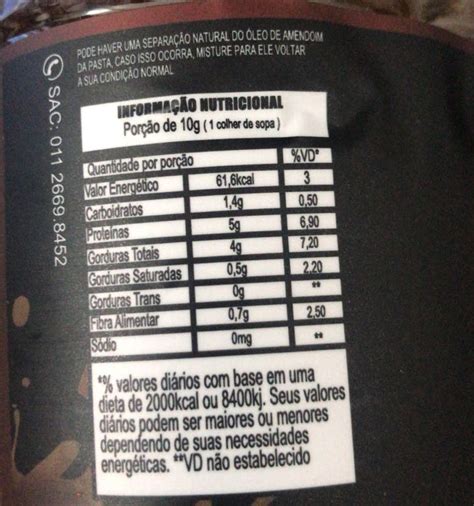 PODE HAVER UMA SEPARAÇÃO NATURAL DO ÓLEO DE AMENDOIM
DA PASTA, CASO ISSO OCORRA, MISTURE PARA ELE VOLTAR
A SUA CONDIÇÃO NORMAL
SAC: 011 2669.8452
INFORMAÇÃO NUTRICIONAL
Porção de 10g (1 colher de sopa)
Quantidade por porção %VD*
Valor Energético 61,6kcal 3
Carboidratos 1,4g 0,50
Proteínas 5g 6,90
Gorduras Totais 4g 7,20
Gorduras Saturadas 0,5g 2,20
Gorduras Trans 0g **
Fibra Alimentar 0,7g 2,50
Sódio 0mg **
*% valores diários com base em uma
dieta de 2000kcal ou 8400kj. Seus valores
diários podem ser maiores ou menores
dependendo de suas necessidades
energéticas. **VD não estabelecido